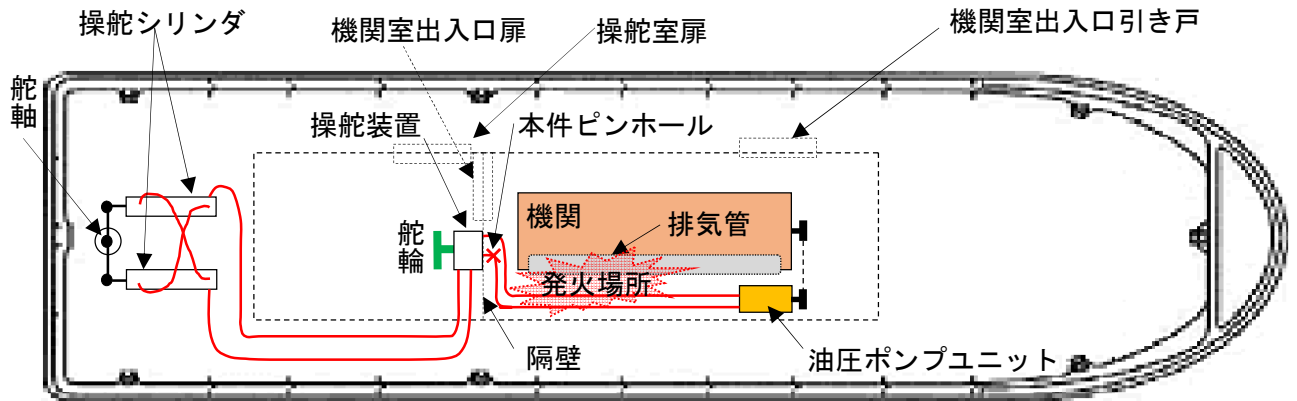 操舵シリンダ
機関室出入口扉
操舵室扉
機関室出入口引き戸
舵軸
操舵装置
本件ピンホール
機関
排気管
舵輪
発火場所
隔壁
油圧ポンプユニット